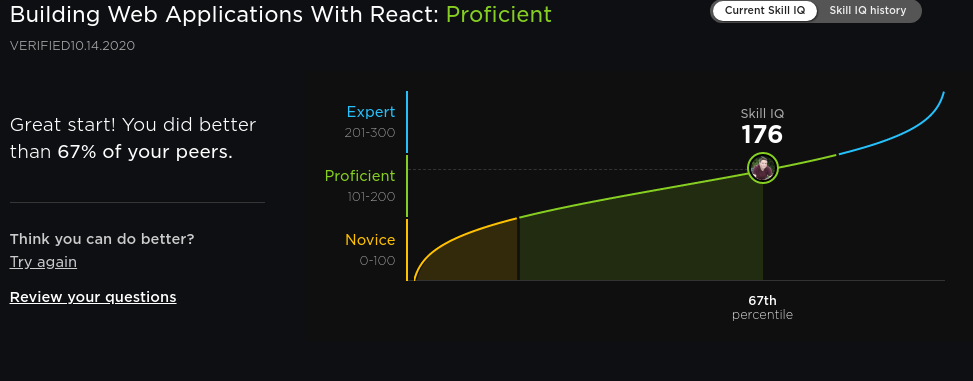 Building Web Applications With React: Proficient
Current Skill IQ
Skill IQ history
VERIFIED10.14.2020
Great start! You did better
than 67% of your peers.
Think you can do better?
Try again
Review your questions
Expert
201-300
Proficient
101-200
Novice
0-100
Skill IQ
176
67th
percentile